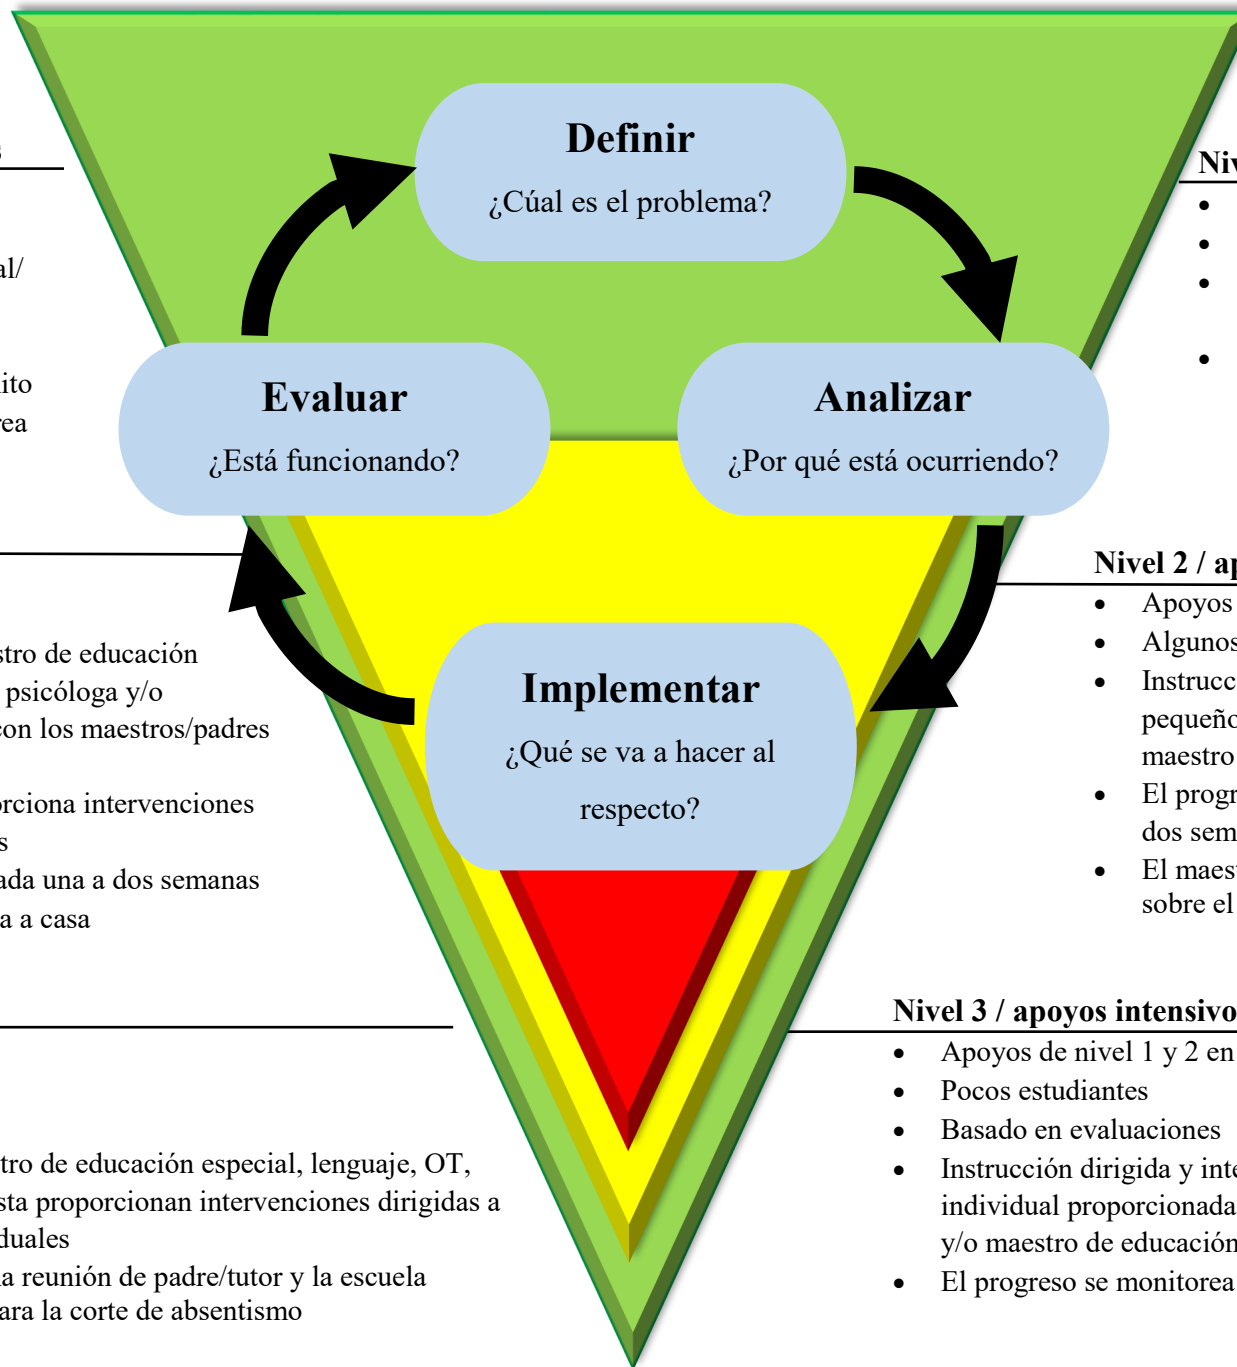 Definir
¿Cúal es el problema?
Analizar
¿Por qué está ocurriendo?
Implementar
¿Qué se va a hacer al
respecto?
Evaluar
¿Está funcionando?
s
al/
ito
rea
stro de educación
psicóloga y/o
con los maestros/padres
orciona intervenciones
s
ada una a dos semanas
a a casa
tro de educación especial, lenguaje, OT,
sta proporcionan intervenciones dirigidas a
duales
na reunión de padre/tutor y la escuela
para la corte de absentismo
Niv
•
•
•
•
Nivel 2 / ap
• Apoyos
• Algunos
• Instrucc
pequeño
maestro
• El progr
dos sem
• El maest
sobre el
Nivel 3 / apoyos intensivo
• Apoyos de nivel 1 y 2 en
• Pocos estudiantes
• Basado en evaluaciones
• Instrucción dirigida y inte
individual proporcionada
y/o maestro de educación
• El progreso se monitorea